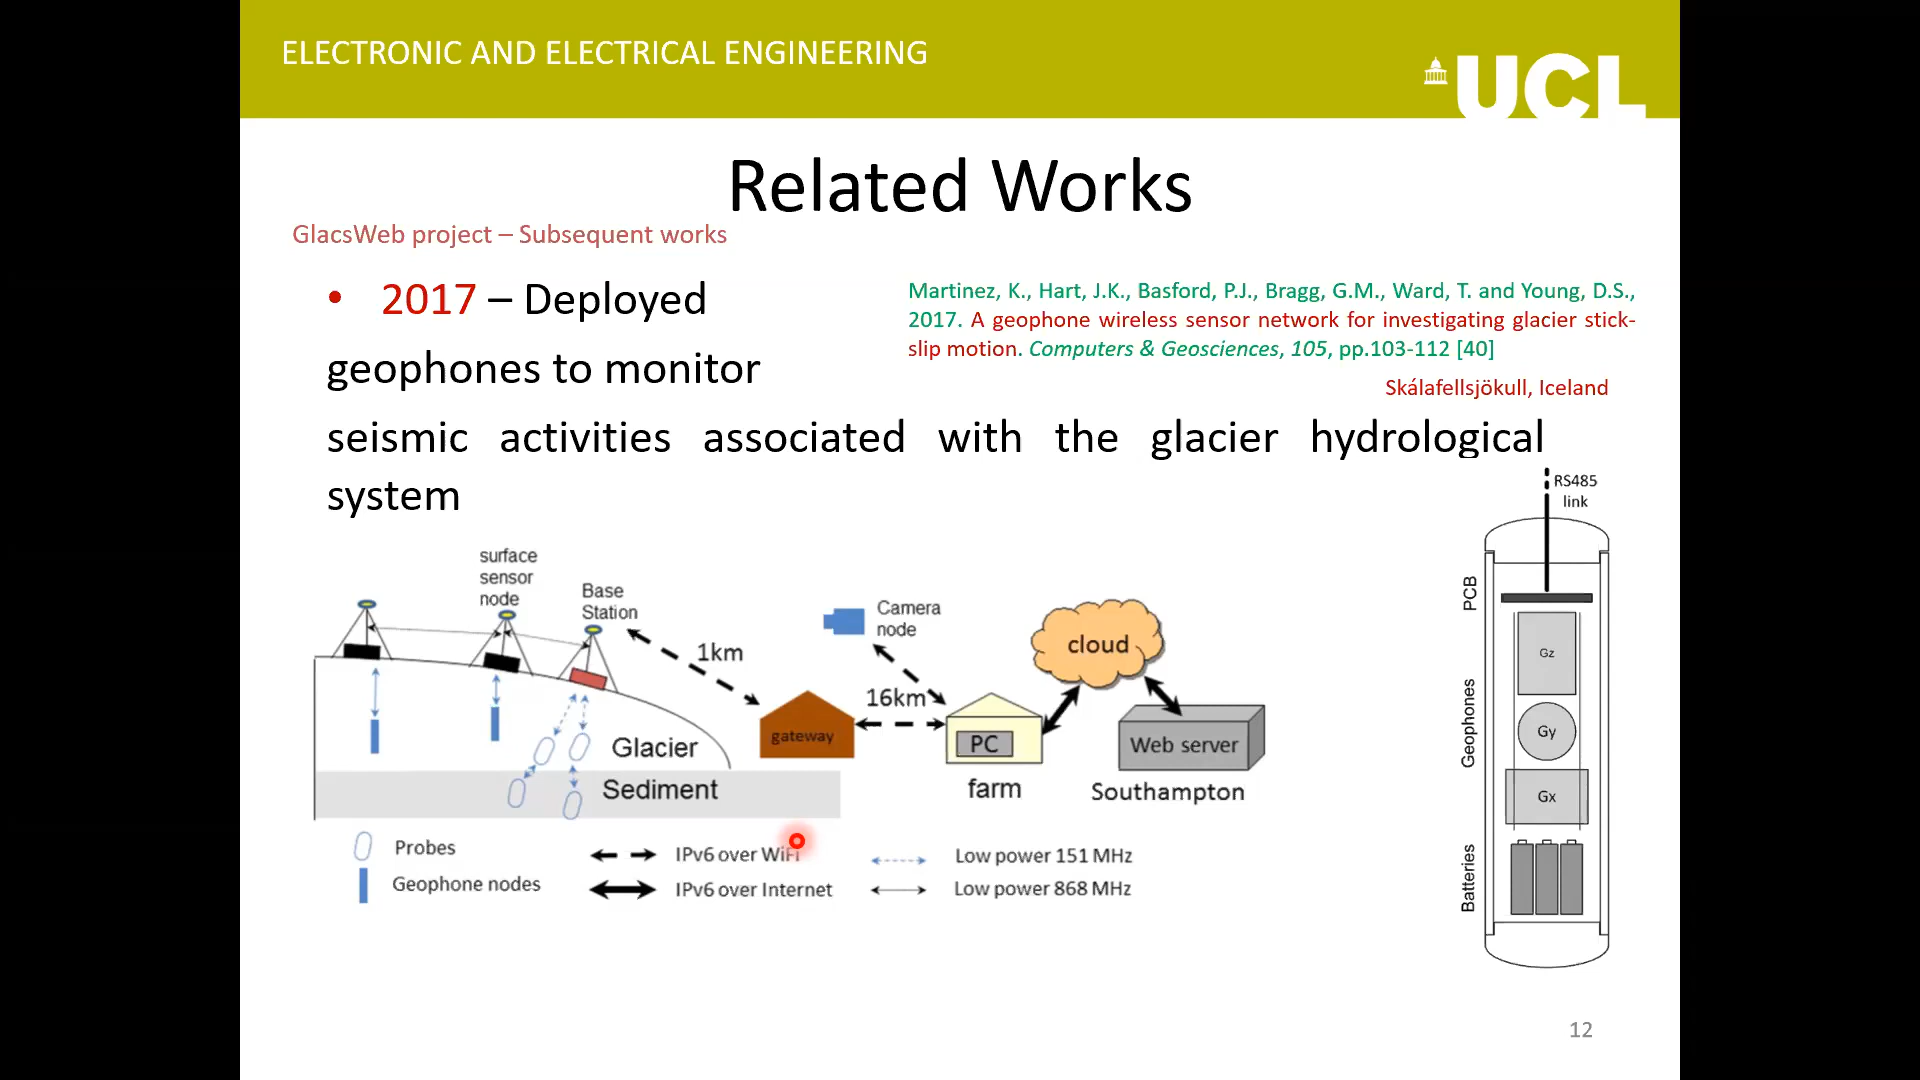 ELECTRONIC AND ELECTRICAL ENGINEERING
UCL
Related Works
GlacsWeb project – Subsequent works
• 2017 – Deployed
geophones to monitor
seismic activities associated with the glacier hydrological
system
Martinez, K., Hart, J.K., Basford, P.J., Bragg, G.M., Ward, T. and Young, D.S.,
2017. A geophone wireless sensor network for investigating glacier stick-
slip motion. Computers & Geosciences, 105, pp.103-112 [40]
Skálafellsjökull, Iceland
surface
sensor
node
Base
Station
1km
Camera
node
16km
cloud
gateway
PC
Web server
Glacier
Sediment
farm
Southampton
Probes
Geophone nodes
IPv6 over WiFi
IPv6 over Internet
Low power 151 MHz
Low power 868 MHz
RS485
link
PCB
Geophones
Batteries
Gz
Gy
Gx
12